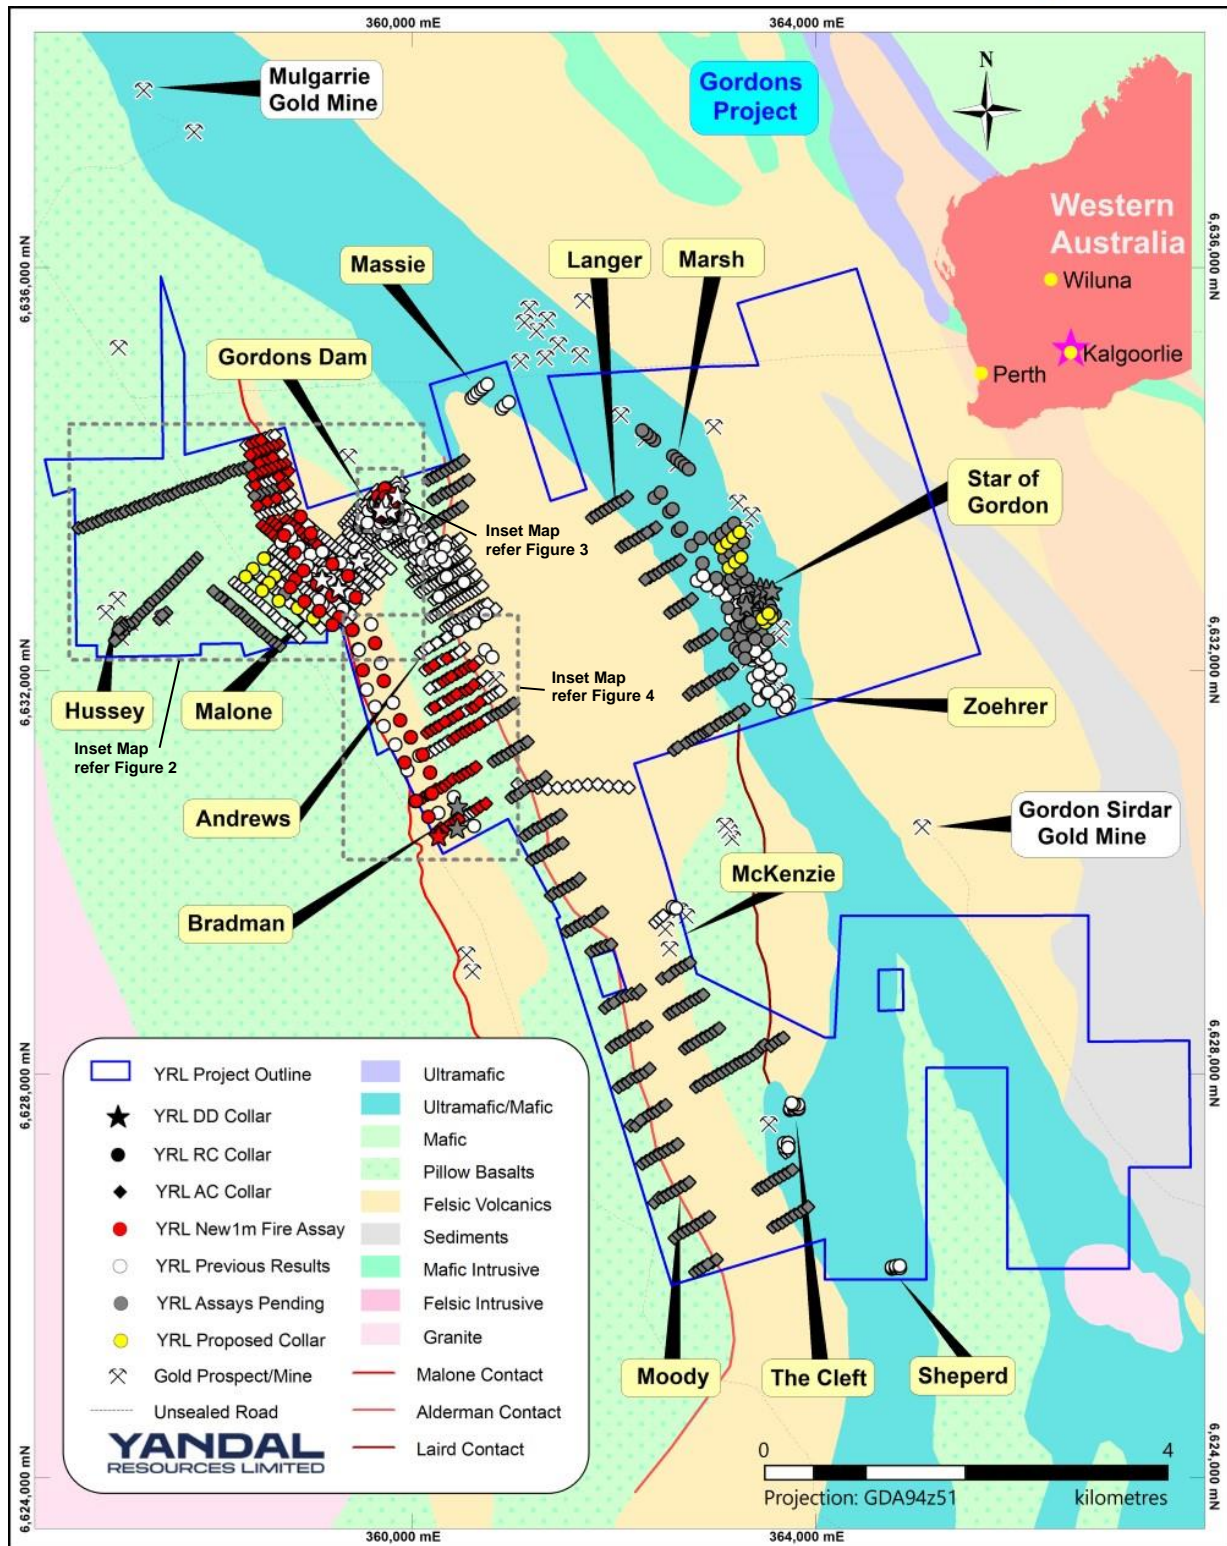 360,000 mE
364,000 mE
Mulgarrie
Gold Mine
Gordons
Project
N
Western
Australia
Wiluna
Kalgoorlie
Perth
6,636,000 mN
6,636,000 mN
Massie
Langer
Marsh
Gordons Dam
Star of
Gordon
Inset Map
refer Figure 3
6,632,000 mN
6,632,000 mN
Inset Map
refer Figure 4
Hussey
Malone
Zoehrer
Inset Map
refer Figure 2
Andrews
Gordon Sirdar
Gold Mine
McKenzie
Bradman
6,628,000 mN
6,628,000 mN
YRL Project Outline
YRL DD Collar
YRL RC Collar
YRL AC Collar
YRL New1m Fire Assay
YRL Previous Results
YRL Assays Pending
YRL Proposed Collar
Gold Prospect/Mine
Unsealed Road
YANDAL
RESOURCES LIMITED
Ultramafic
Ultramafic/Mafic
Mafic
Pillow Basalts
Felsic Volcanics
Sediments
Mafic Intrusive
Felsic Intrusive
Granite
Malone Contact
Alderman Contact
Laird Contact
Moody
The Cleft
Sheperd
0
4
Projection: GDA94z51
kilometres
6,624,000 mN
6,624,000 mN
360,000 mE
364,000 mE